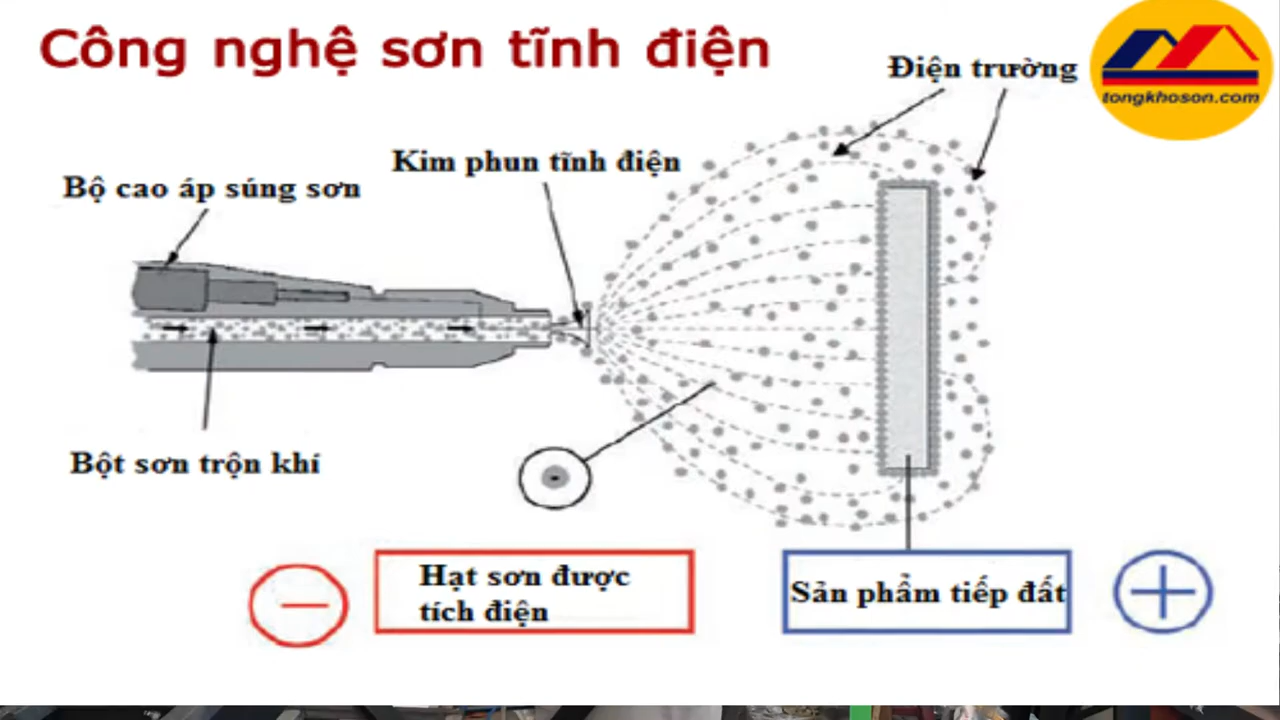 Công nghệ sơn tĩnh điện
Điện trường
tongkhoson.com
Kim phun tĩnh điện
Bộ cao áp súng sơn
Bột sơn trộn khí
Hạt sơn được
tích điện
Sản phẩm tiếp đất